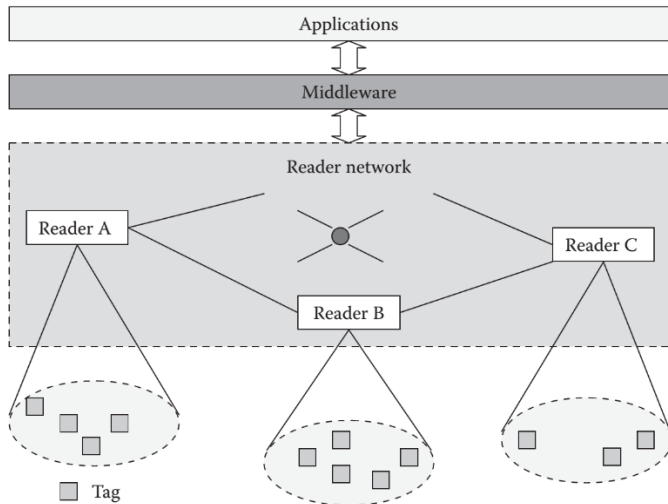 Applications
Middleware
Reader network
Reader A
Reader C
Reader B
Tag